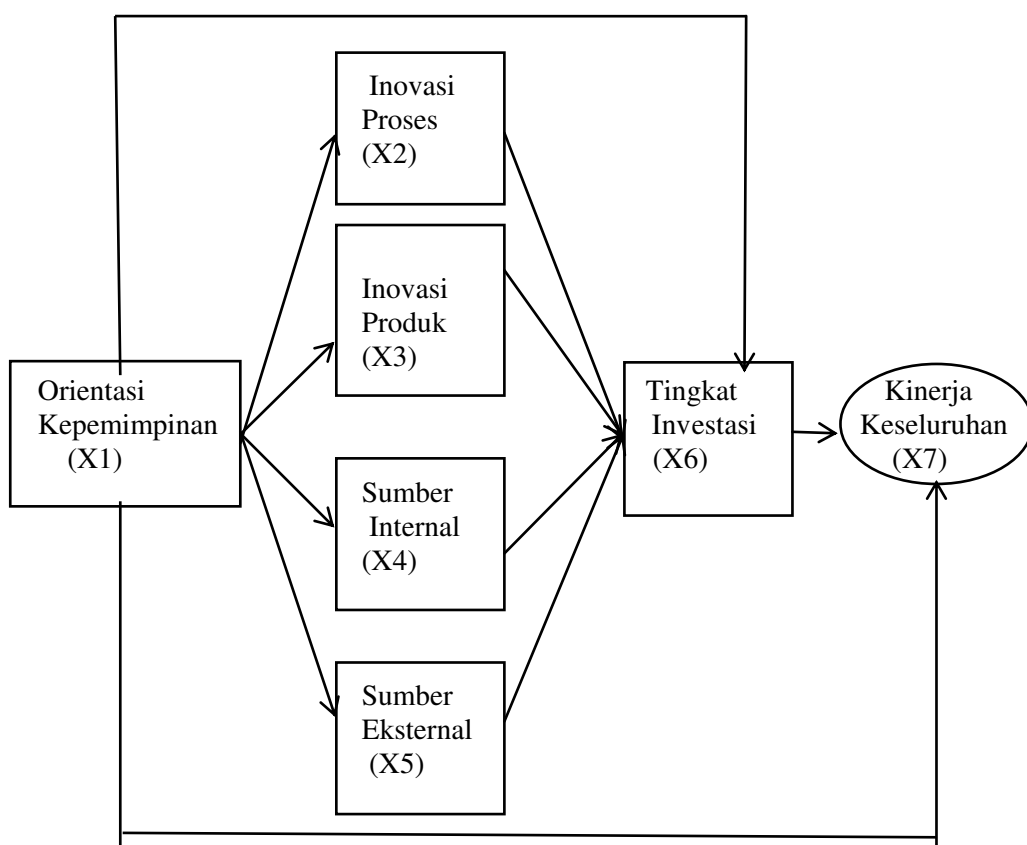 Inovasi
Proses
(X2)
Inovasi
Produk
(X3)
Orientasi
Kepemimpinan
(X1)
Tingkat
Investasi
(X6)
Kinerja
Keseluruhan
(X7)
Sumber
Internal
(X4)
Sumber
Eksternal
(X5)